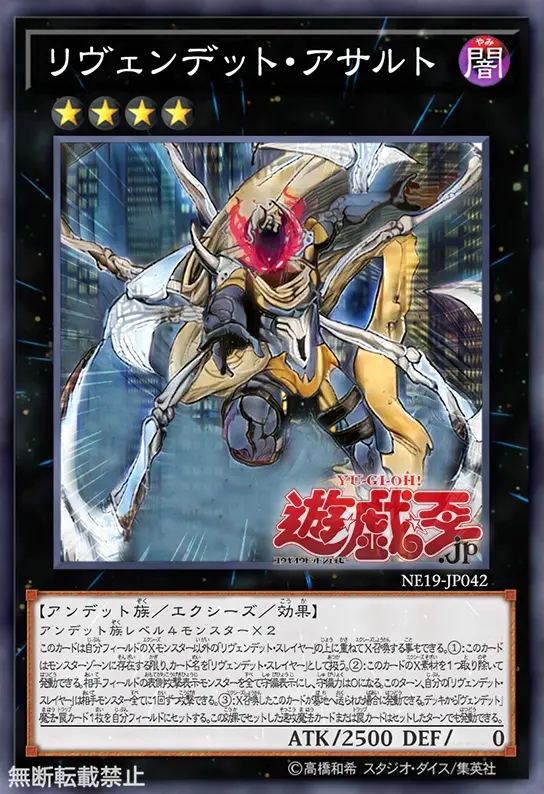 リヴェンデット・アサルト
やみ
闇
YU-GI-OH!
遊☆戯☆王
.jp
NE19-JP042
【アンデット族／エクシーズ／効果】
アンデット族レベル４モンスター×２
このカードは自分フィールドのXモンスター以外の「リヴェンデット・スレイヤー」の上に重ねてX召喚する事もできる。①：このカード
はモンスターゾーンに存在する限り、カード名を「リヴェンデット・スレイヤー」として扱う。②：このカードのX素材を１つ取り除いて
発動できる。相手フィールドの表側攻撃表示モンスターを全て守備表示にし、守備力は０になる。このターン、自分の「リヴェンデット・
スレイヤー」は相手モンスター全てに１回ずつ攻撃できる。③：X召喚したこのカードが墓地へ送られた場合に発動できる。デッキから「ヴェンデット」
魔法・罠カード１枚を自分フィールドにセットする。この効果でセットした速攻魔法カードまたは罠カードはセットしたターンでも発動できる。
ATK/2500 DEF/ 0
無断転載禁止
©高橋和希 スタジオ・ダイス/集英社